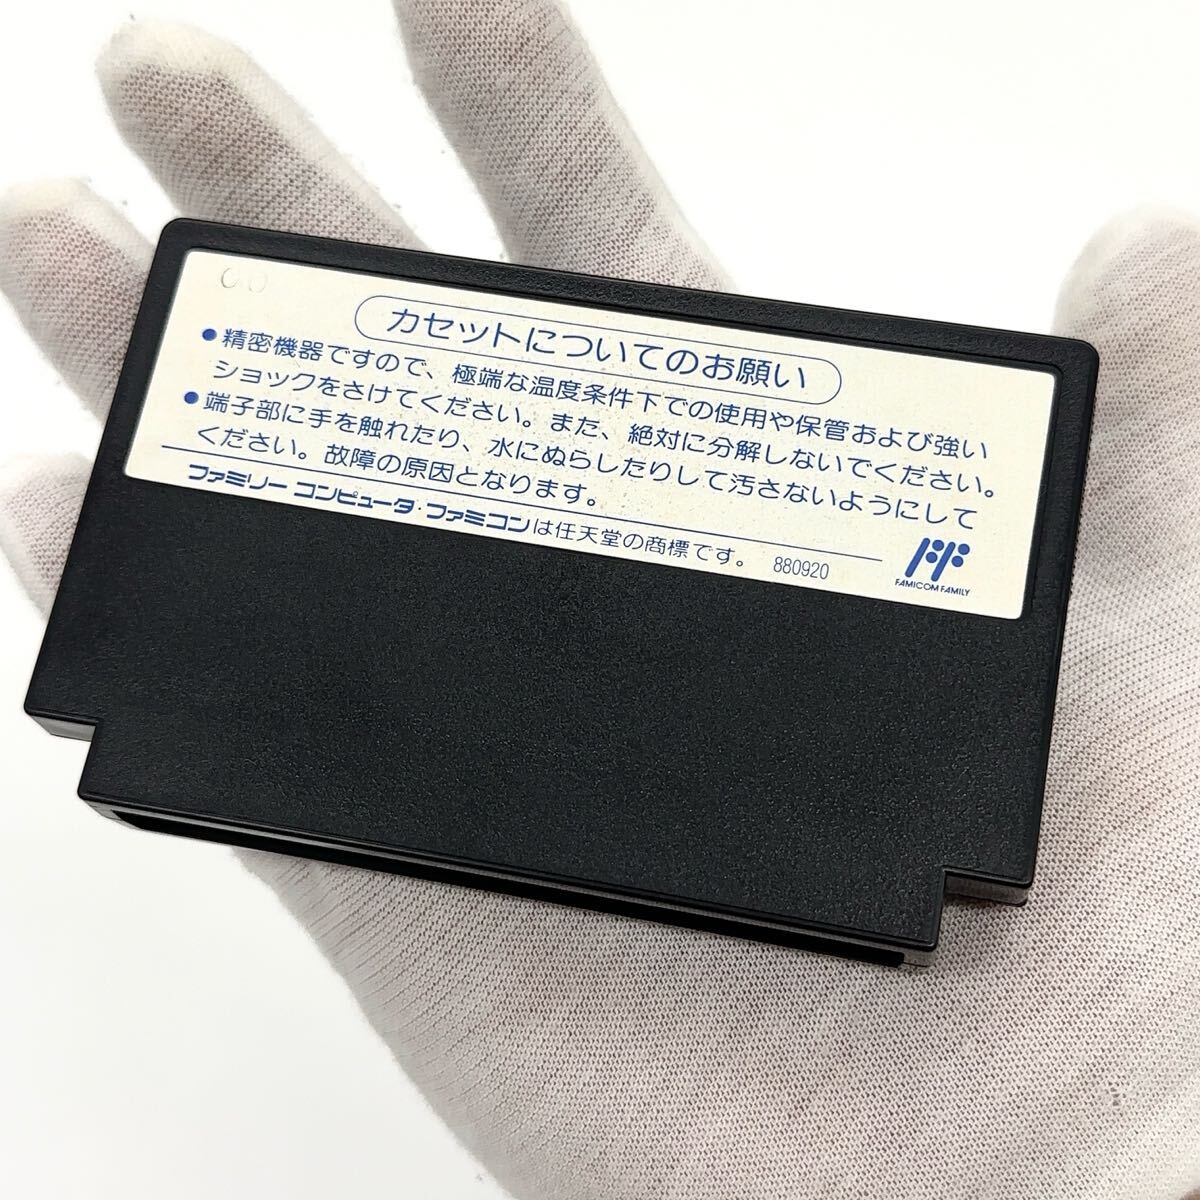 カセットについてのお願い
●精密機器ですので、極端な温度条件下での使用や保管および強い
ショックをさけてください。また、絶対に分解しないでください。
●端子部に手を触れたり、水にぬらしたりして汚さないようにして
ください。故障の原因となります。
ファミリーコンピュータ・ファミコンは任天堂の商標です。 880920
FAMICOM FAMILY